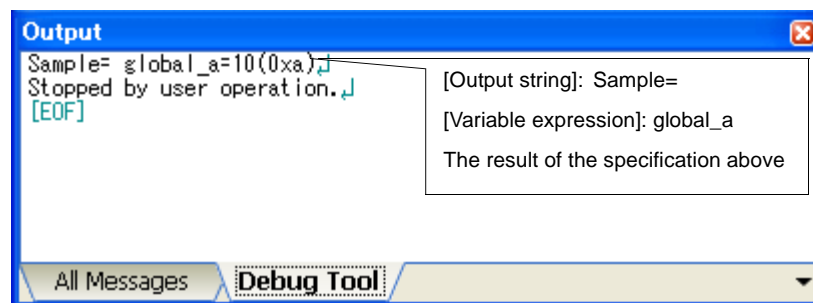 Output
Sample= global_a=10(0xa)↲
Stopped by user operation.↲
[EOF]
[Output string]: Sample=
[Variable expression]: global_a
The result of the specification above
All Messages
Debug Tool